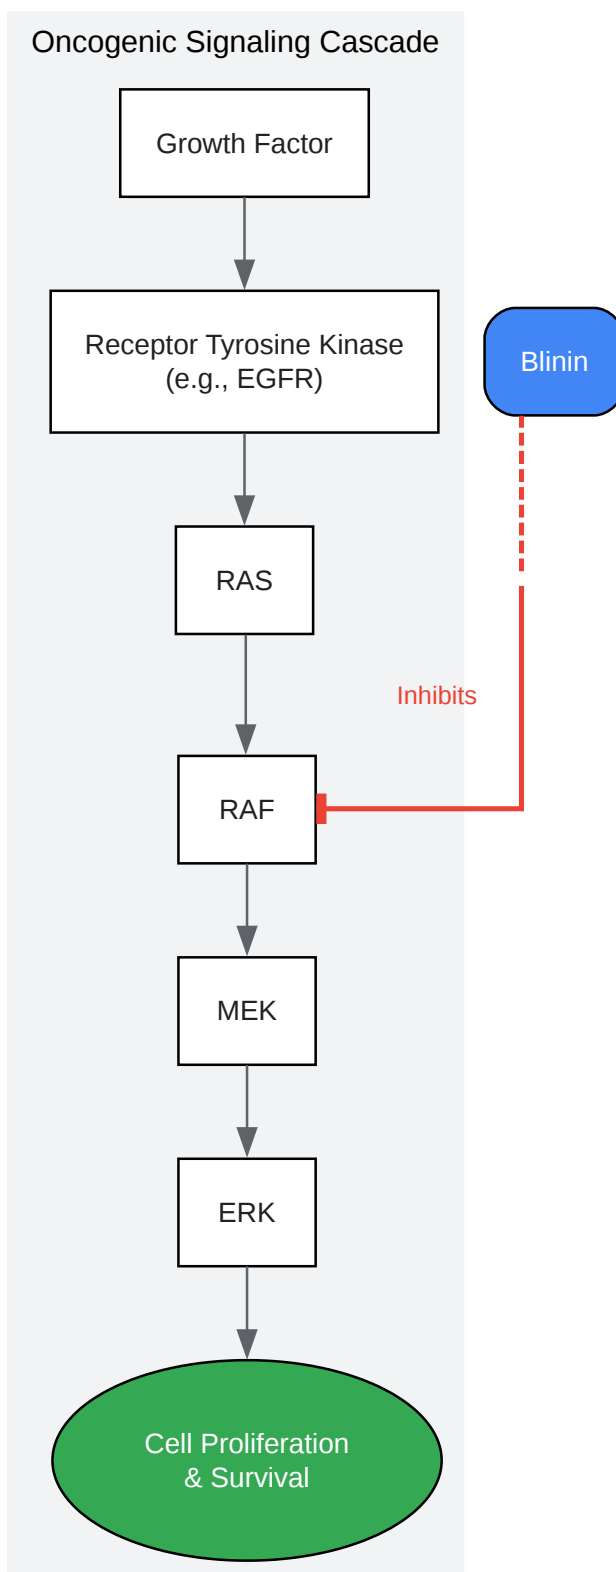 Oncogenic Signaling Cascade
Growth Factor
Receptor Tyrosine Kinase
(e.g., EGFR)
Blinin
RAS
Inhibits
RAF
MEK
ERK
Cell Proliferation
& Survival